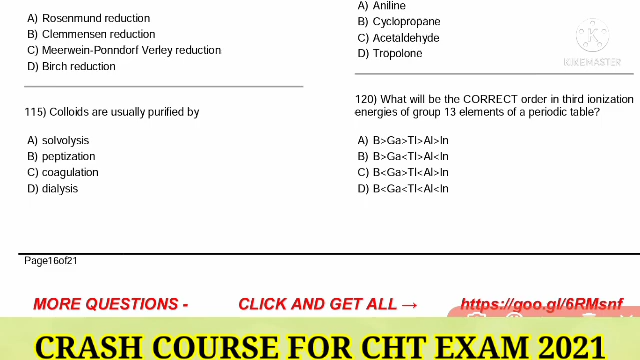 A) Rosenmund reduction
B) Clemmensen reduction
C) Meerwein-Ponndorf Verley reduction
D) Birch reduction
115) Colloids are usually purified by
A) solvolysis
B) peptization
C) coagulation
D) dialysis
A) Aniline
B) Cyclopropane
C) Acetaldehyde
D) Tropolone
120) What will be the CORRECT order in third ionization
energies of group 13 elements of a periodic table?
A) B>Ga>Tl>Al>In
B) B>Ga>Tl>Al<In
C) B<Ga>Tl<Al>In
D) B<Ga<Tl<Al<In
KINEMASTER
Page16of21
MORE QUESTIONS - CLICK AND GET ALL → https://goo.gl/6RMsnf
CRASH COURSE FOR CHT EXAM 2021